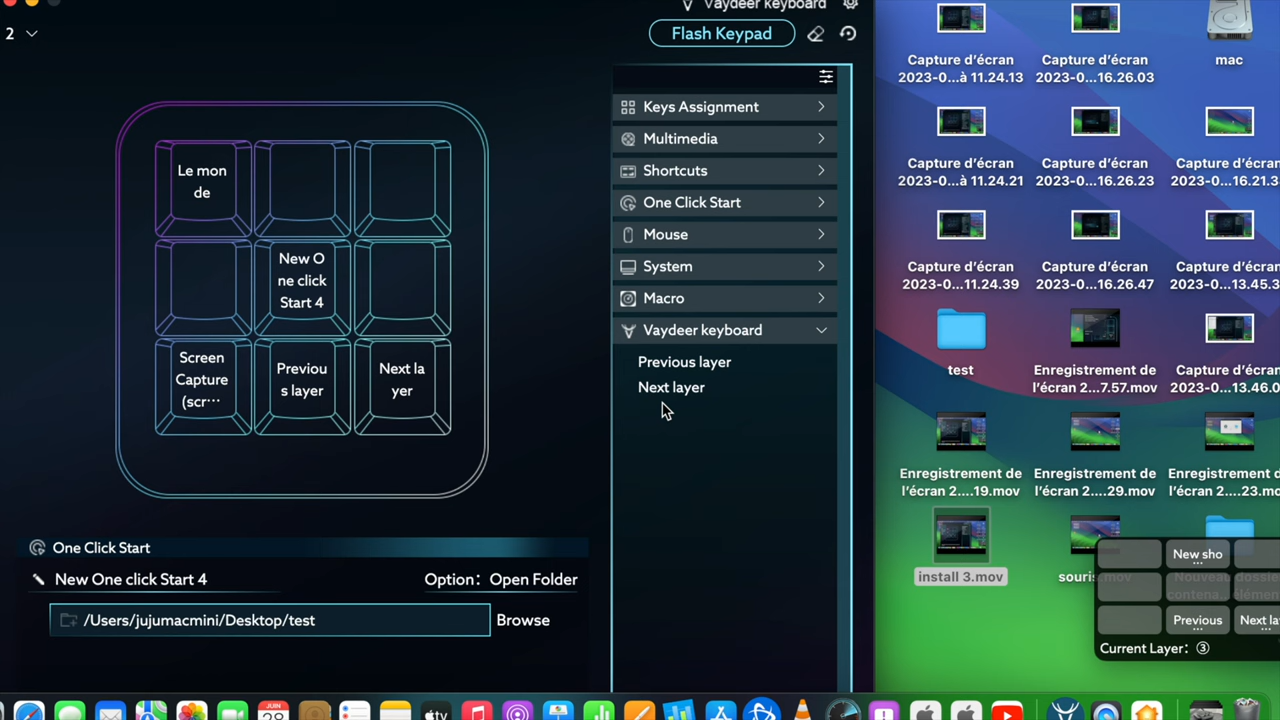 Vaydeer keyboard
2
Flash Keypad
Le mon
de
New O
ne click
Start 4
Screen
Capture
(scr···
Previou
s layer
Next la
yer
Keys Assignment
Multimedia
Shortcuts
One Click Start
Mouse
System
Macro
Vaydeer keyboard
Previous layer
Next layer
One Click Start
New One click Start 4
Option: Open Folder
/Users/jujumacmini/Desktop/test
Browse
Capture d'écran
2023-0...à 11.24.13
Capture d'écran
2023-0...16.26.03
mac
Capture d'écran
2023-0...à 11.24.21
Capture d'écran
2023-0...16.26.23
Capture d'écran
2023-0...16.21.3
Capture d'écran
2023-0...11.24.39
Capture d'écran
2023-0...16.26.47
Capture d'écran
2023-0...13.45.3
test
Enregistrement de
l'écran 2...7.57.mov
Capture d'écran
2023-0...13.46.0
Enregistrement de
l'écran 2....19.mov
Enregistrement de
l'écran 2....29.mov
Enregistrement d
l'écran 2....23.mov
install 3.mov
souris.mov
New sho
...
Nouveau dossier
Previous
...
Next la
...
Current Layer: ③
JUIN
28
tv